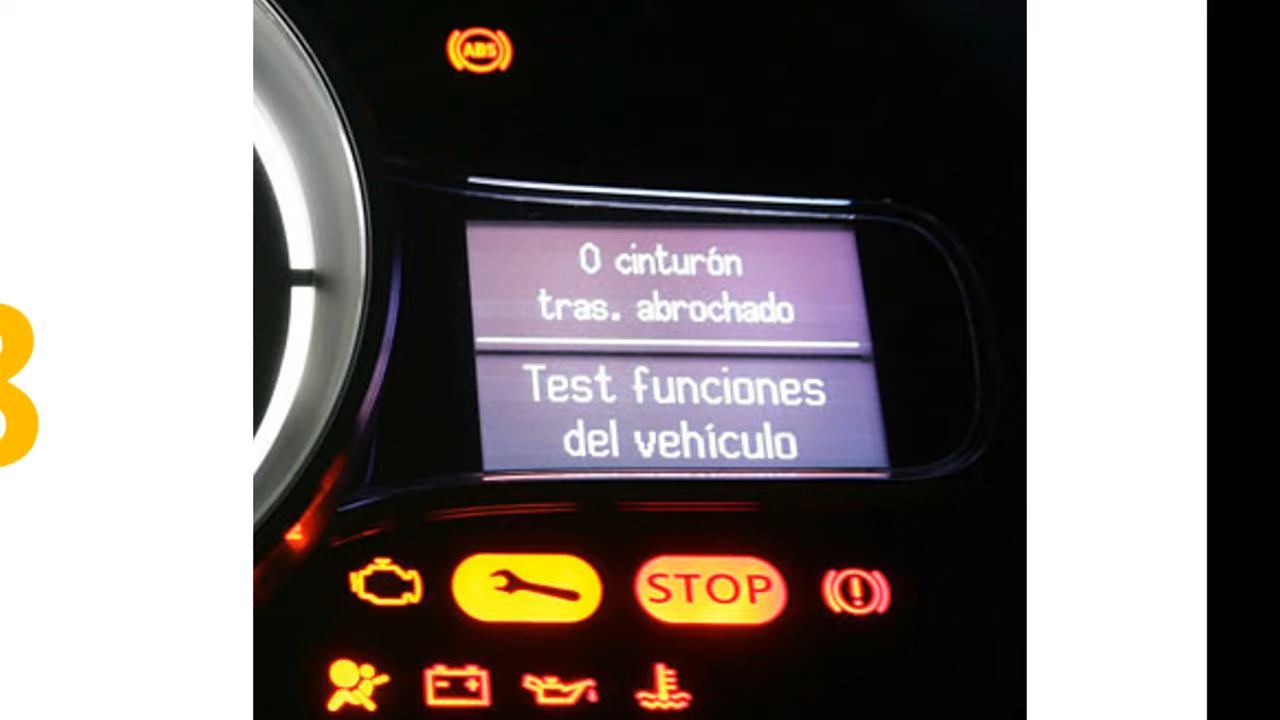 ABS
0 cinturón
tras. abrochado
Test funciones
del vehículo
STOP